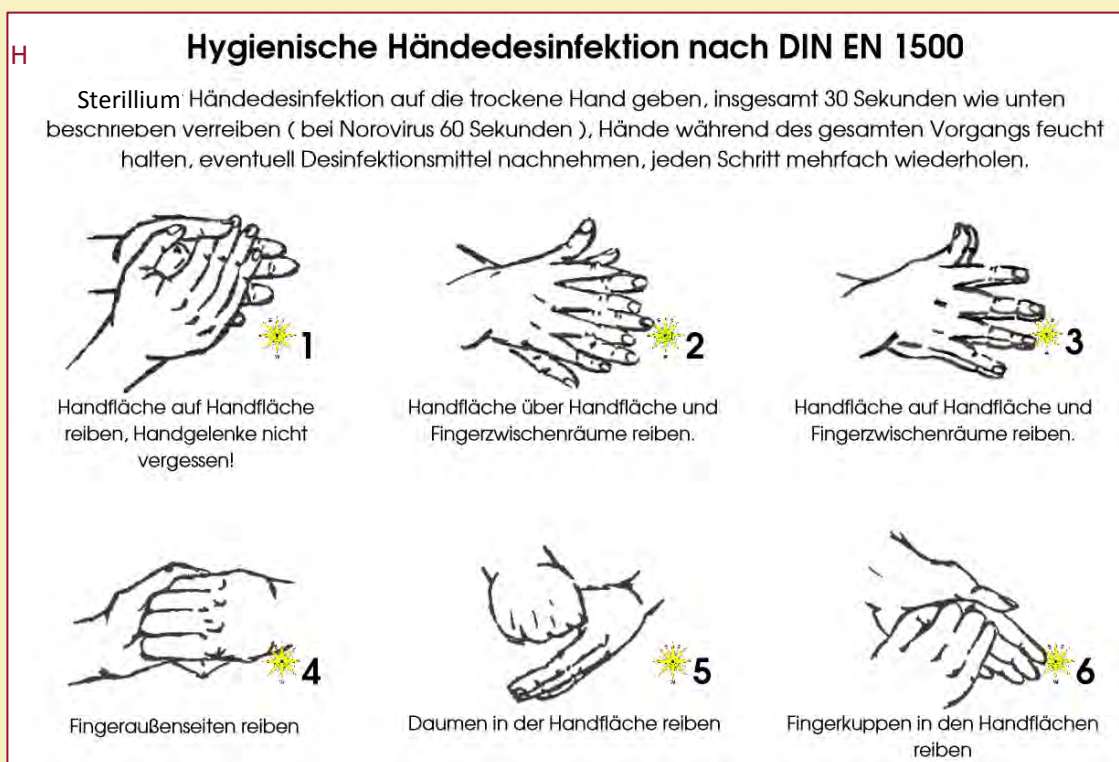 H
Hygienische Händedesinfektion nach DIN EN 1500
Sterillium Händedesinfektion auf die trockene Hand geben, insgesamt 30 Sekunden wie unten
beschrieben verreiben ( bei Norovirus 60 Sekunden ), Hände während des gesamten Vorgangs feucht
halten, eventuell Desinfektionsmittel nachnehmen, jeden Schritt mehrfach wiederholen.
1
Handfläche auf Handfläche
reiben, Handgelenke nicht
vergessen!
2
Handfläche über Handfläche und
Fingerzwischenräume reiben.
3
Handfläche auf Handfläche und
Fingerzwischenräume reiben.
4
Fingeraußenseiten reiben
5
Daumen in der Handfläche reiben
6
Fingerkuppen in den Handflächen
reiben